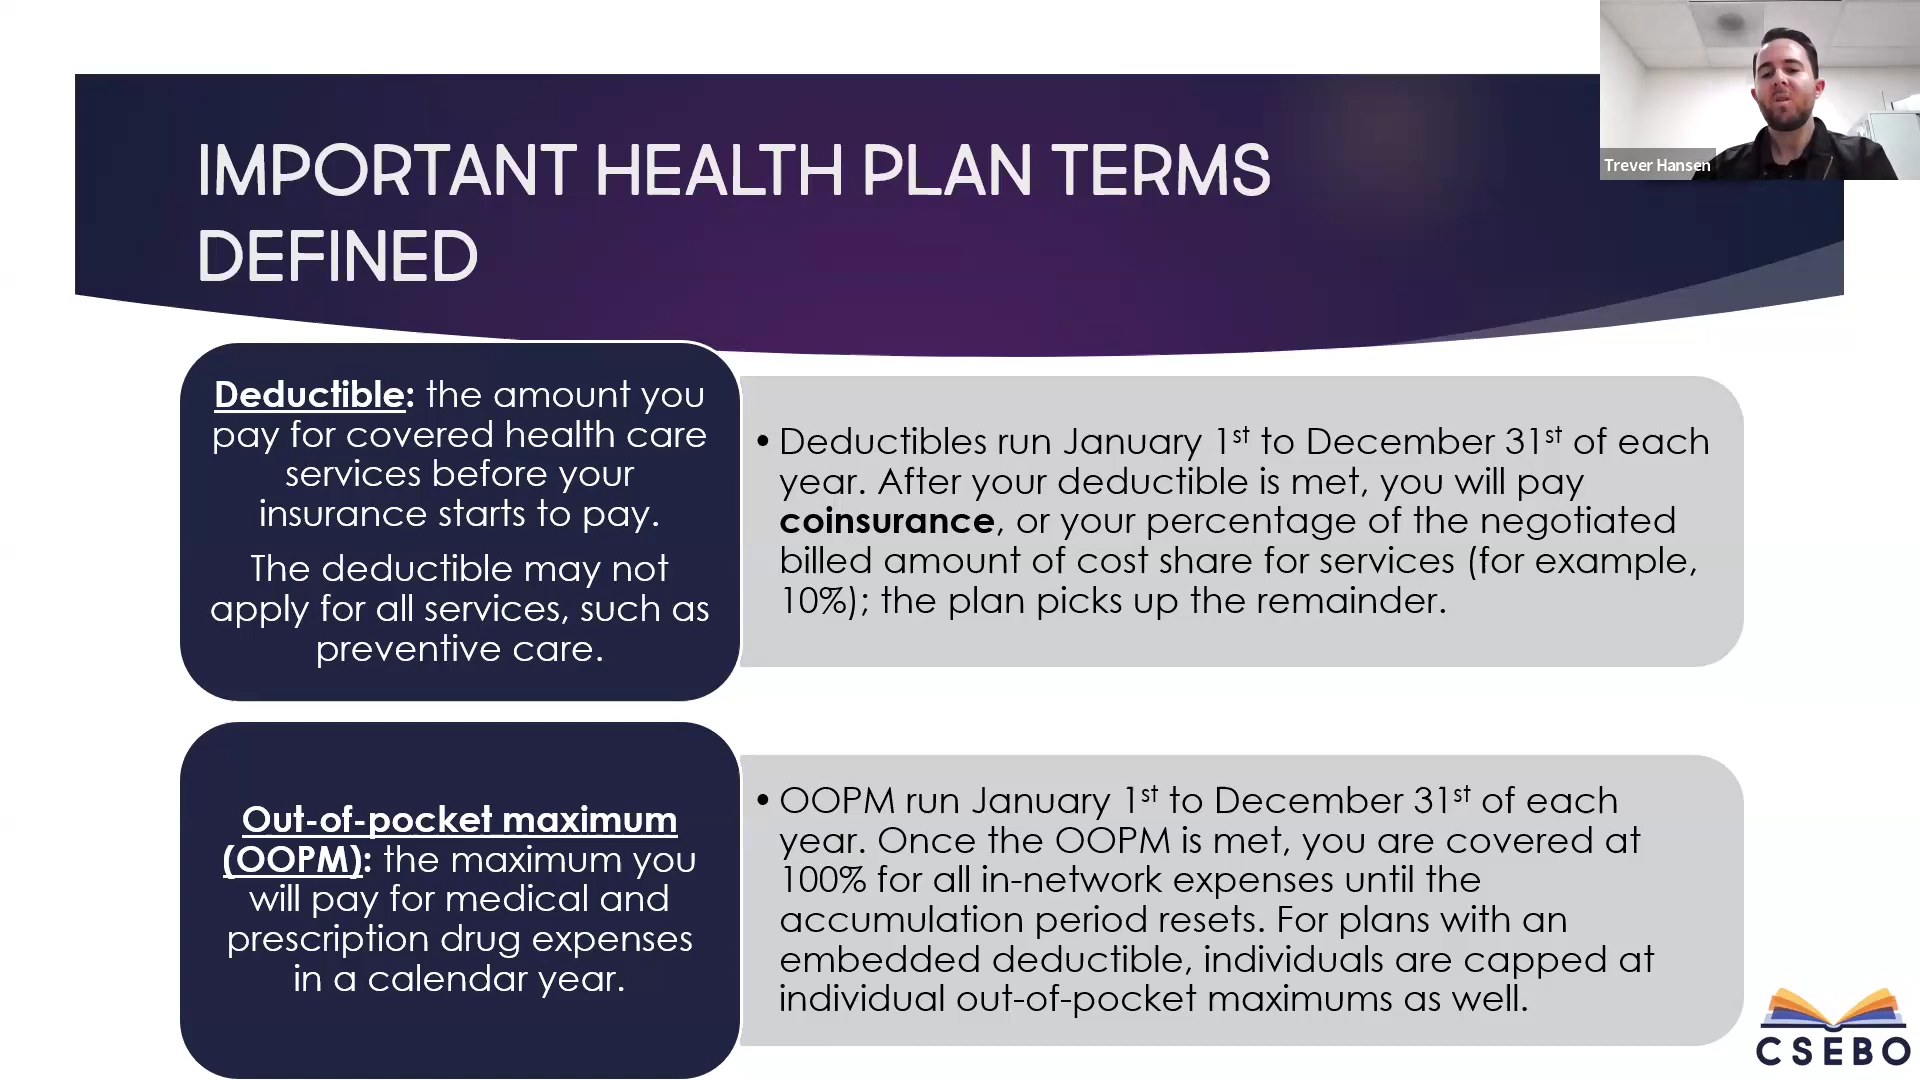 IMPORTANT HEALTH PLAN TERMS
DEFINED
Trever Hansen
Deductible: the amount you
pay for covered health care
services before your
insurance starts to pay.
The deductible may not
apply for all services, such as
preventive care.
• Deductibles run January 1st to December 31st of each
year. After your deductible is met, you will pay
coinsurance, or your percentage of the negotiated
billed amount of cost share for services (for example,
10%); the plan picks up the remainder.
Out-of-pocket maximum
(OOPM): the maximum you
will pay for medical and
prescription drug expenses
in a calendar year.
• OOPM run January 1st to December 31st of each
year. Once the OOPM is met, you are covered at
100% for all in-network expenses until the
accumulation period resets. For plans with an
embedded deductible, individuals are capped at
individual out-of-pocket maximums as well.
CSEBO